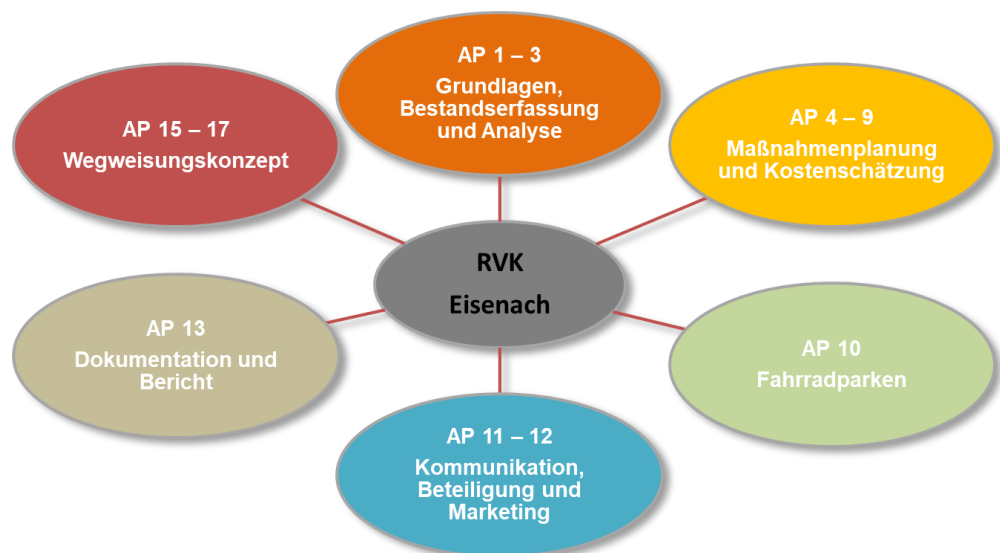 AP 1 – 3
Grundlagen,
Bestandserfassung
und Analyse
AP 4 – 9
Maßnahmenplanung
und Kostenschätzung
AP 10
Fahrradparken
AP 11 – 12
Kommunikation,
Beteiligung und
Marketing
AP 13
Dokumentation und
Bericht
AP 15 – 17
Wegweisungskonzept
RVK
Eisenach